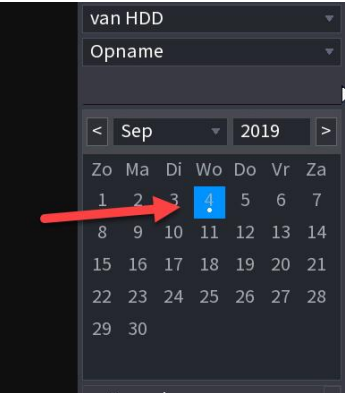 van HDD
Opname
< Sep 2019 >
Zo Ma Di Wo Do Vr Za
1 2 3 4 5 6 7
8 9 10 11 12 13 14
15 16 17 18 19 20 21
22 23 24 25 26 27 28
29 30